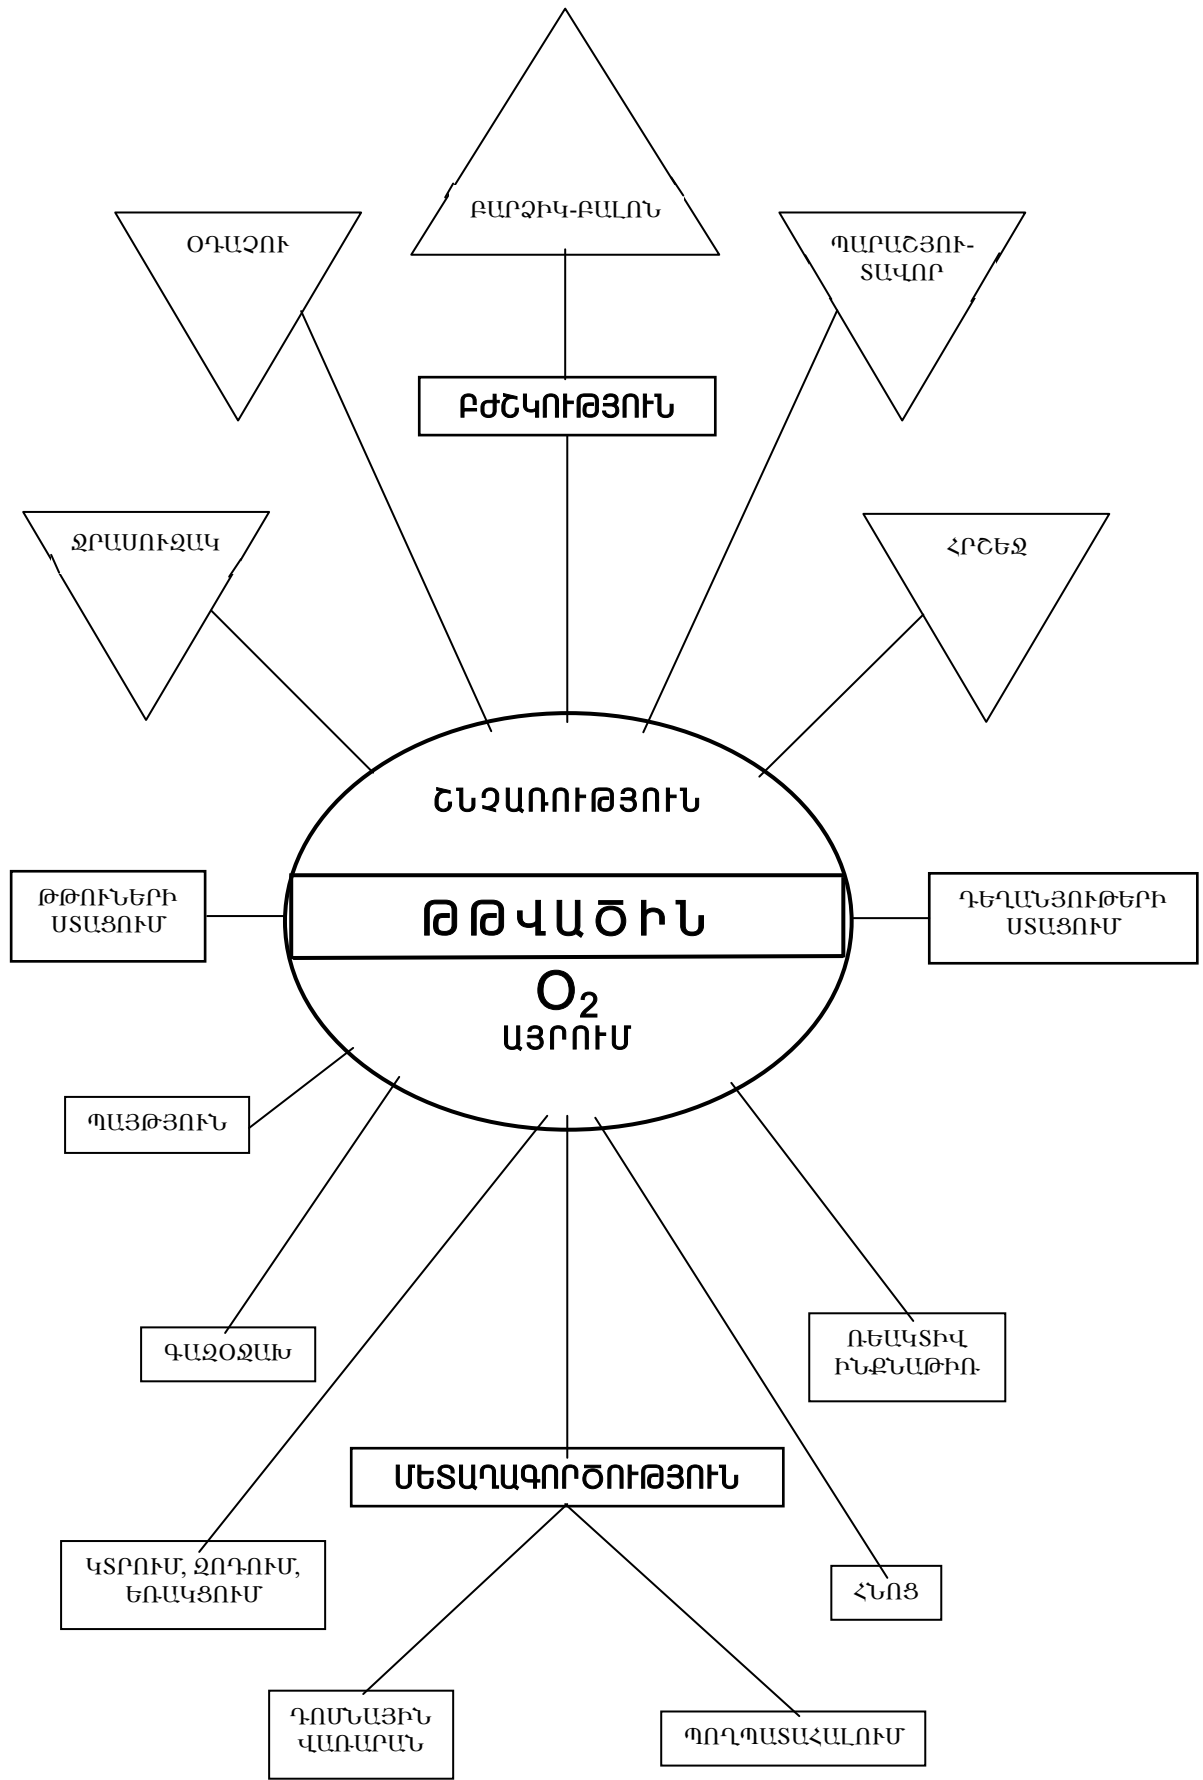 ԲԱՐՁԻԿ-ԲԱԼՈՆ
ՕԴԱՉՈՒ
ՊԱՐԱՇՅՈՒ-
ՏԱՎՈՐ
ԲԺՇԿՈՒԹՅՈՒՆ
ՋՐԱՍՈՒԶԱԿ
ՀՐՇԵՋ
ՇՆՉԱՌՈՒԹՅՈՒՆ
ԹԹՈՒՆԵՐԻ
ՍՏԱՑՈՒՄ
ԹԹՎԱԾԻՆ
ԴԵՂԱՆՅՈՒԹԵՐԻ
ՍՏԱՑՈՒՄ
O₂
ԱՅՐՈՒՄ
ՊԱՅԹՅՈՒՆ
ԳԱԶՕՋԱԽ
ՌԵԱԿՏԻՎ
ԻՆՔՆԱԹԻՌ
ՄԵՏԱՂԱԳՈՐԾՈՒԹՅՈՒՆ
ԿՏՐՈՒՄ, ԶՈԴՈՒՄ,
ԵՌԱԿՑՈՒՄ
ՀՆՈՑ
ԴՈՄՆԱՅԻՆ
ՎԱՌԱՐԱՆ
ՊՈՂՊԱՏԱՀԱԼՈՒՄ